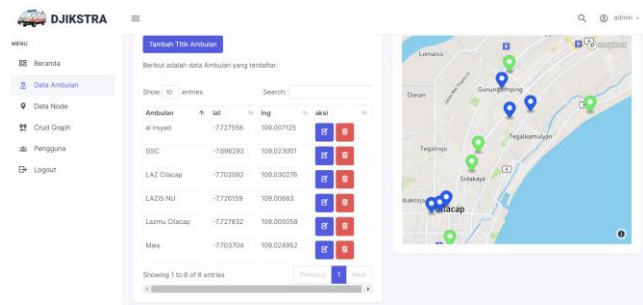 DJIKSTRA
admin
MENU
Beranda
Data Ambulan
Data Node
Crud Graph
Pengguna
Logout
Tambah Titik Ambulan
Berikut adalah data Ambulan yang terdaftar.
Show 10 entries Search:
Ambulan lat lng aksi
al irsyad -7.727556 109.007125
GSC -7.696292 109.023001
LAZ Cilacap -7.702092 109.030276
LAZIS NU -7.726159 109.00883
Lazmu Cilacap -7.727832 109.005058
Mais -7.703704 109.024952
Showing 1 to 6 of 6 entries
Previous 1 Next
Lomanis
Donan
Gunungsimping
Tegalkamulyan
Tegalrejo
Sidakaya
mapbox